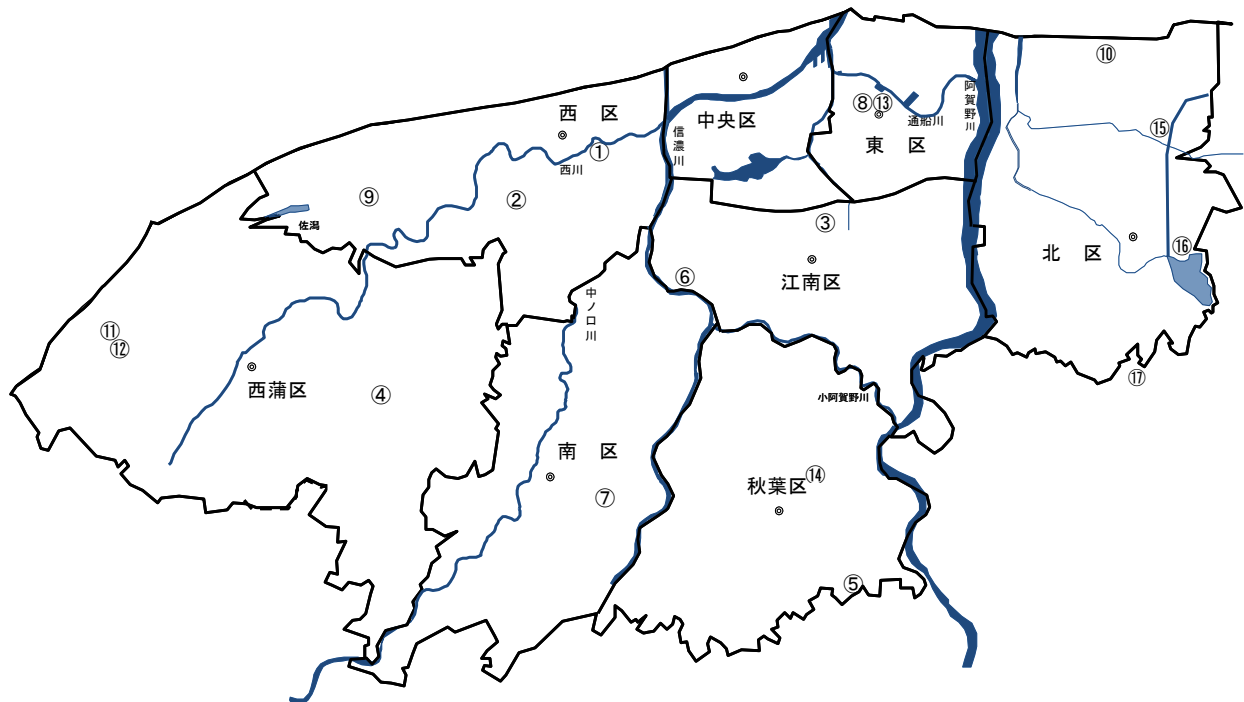 ⑩
西 区
⑧⑬
中央区
阿賀野川
通船川
⑮
信濃川
東 区
①
西川
⑨
②
佐潟
③
⑯
北 区
⑥
江南区
中ノロ川
⑪
⑫
⑰
西蒲区
④
小阿賀野川
南 区
⑭
秋葉区
⑦
⑤